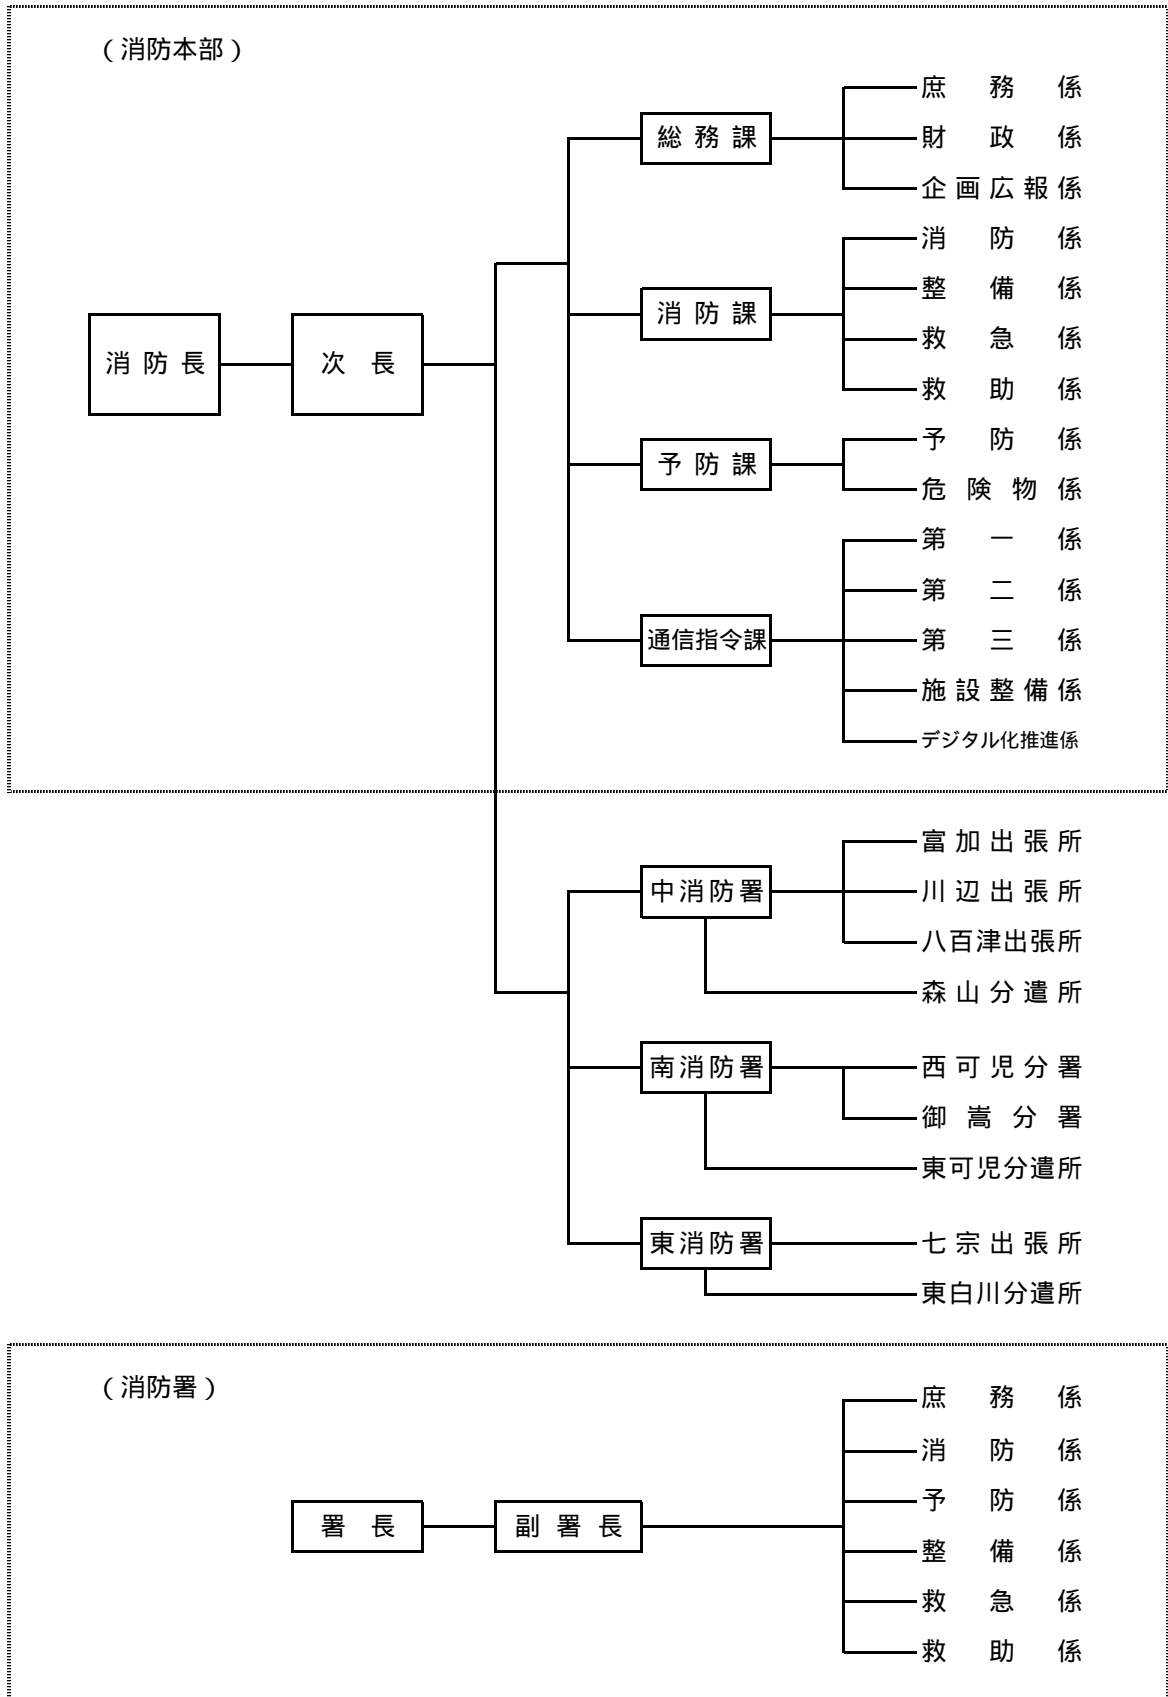 （消防本部）
庶務係
総務課
財政係
企画広報係
消防係
整備係
消防課
救急係
消防長
次長
救助係
予防係
予防課
危険物係
第一係
第二係
通信指令課
第三係
施設整備係
デジタル化推進係
富加出張所
中消防署
川辺出張所
八百津出張所
森山分遣所
南消防署
西可児分署
御嵩分署
東可児分遣所
東消防署
七宗出張所
東白川分遣所
（消防署）
庶務係
消防係
予防係
署長
副署長
整備係
救急係
救助係